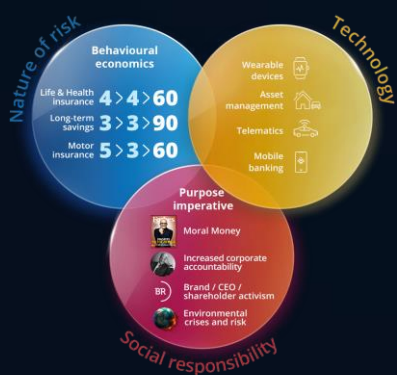 Nature of risk
Technology
Behavioural
economics
Life & Health
insurance
4 > 4 > 60
Long-term
savings
3 > 3 > 90
Motor
insurance
5 > 3 > 60
Wearable
devices
Asset
management
Telematics
Mobile
banking
Purpose
imperative
Moral Money
Increased corporate
accountability
BR
Brand / CEO /
shareholder activism
Environmental
crises and risk
Social responsibility